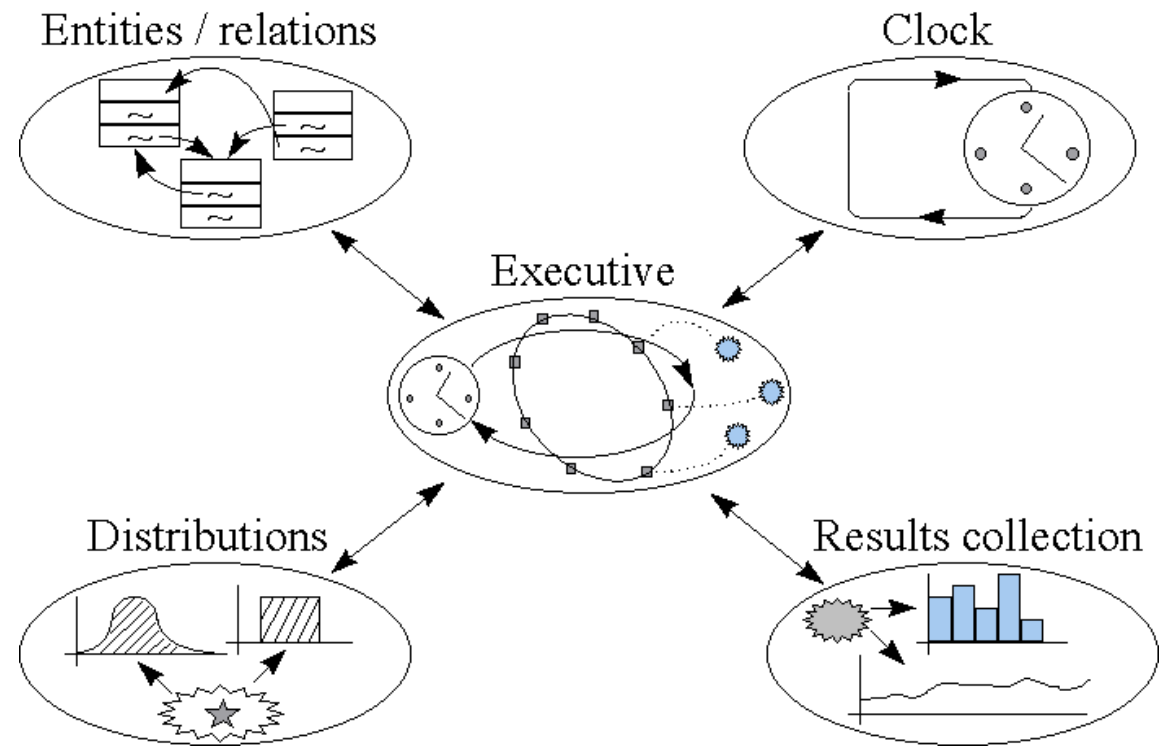 Entities / relations
Clock
Executive
Distributions
Results collection